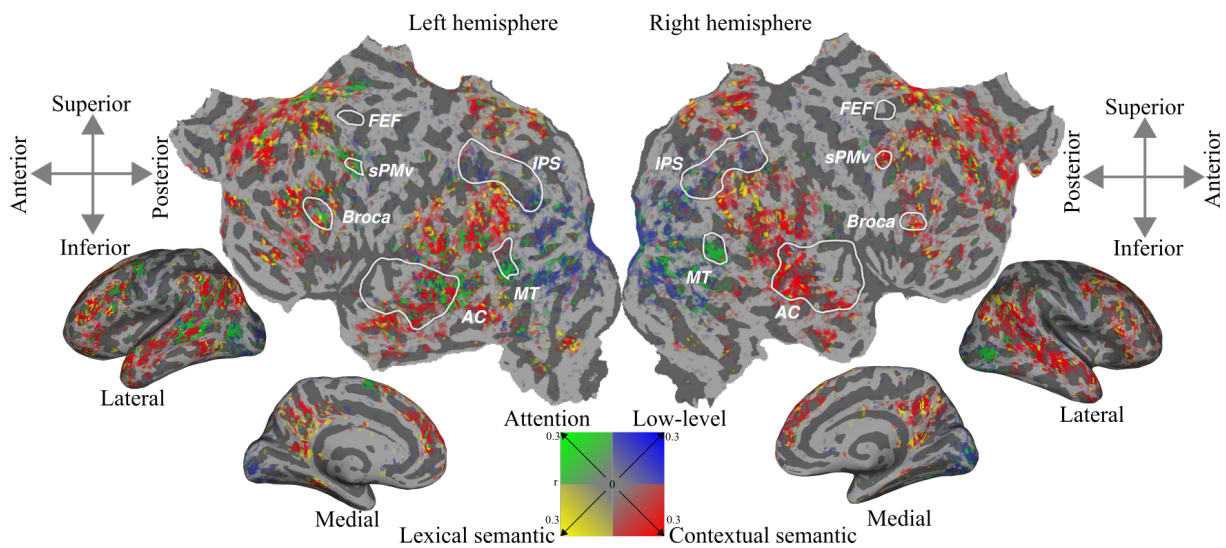 Left hemisphere
Right hemisphere
Superior
Anterior
Posterior
Inferior
FEF
sPMv
Broca
IPS
MT
AC
FEF
sPMv
Broca
IPS
MT
AC
Superior
Posterior
Anterior
Inferior
Lateral
Medial
Attention
Low-level
0.3
0.3
r
0
0.3
0.3
Lexical semantic
Contextual semantic
Medial
Lateral